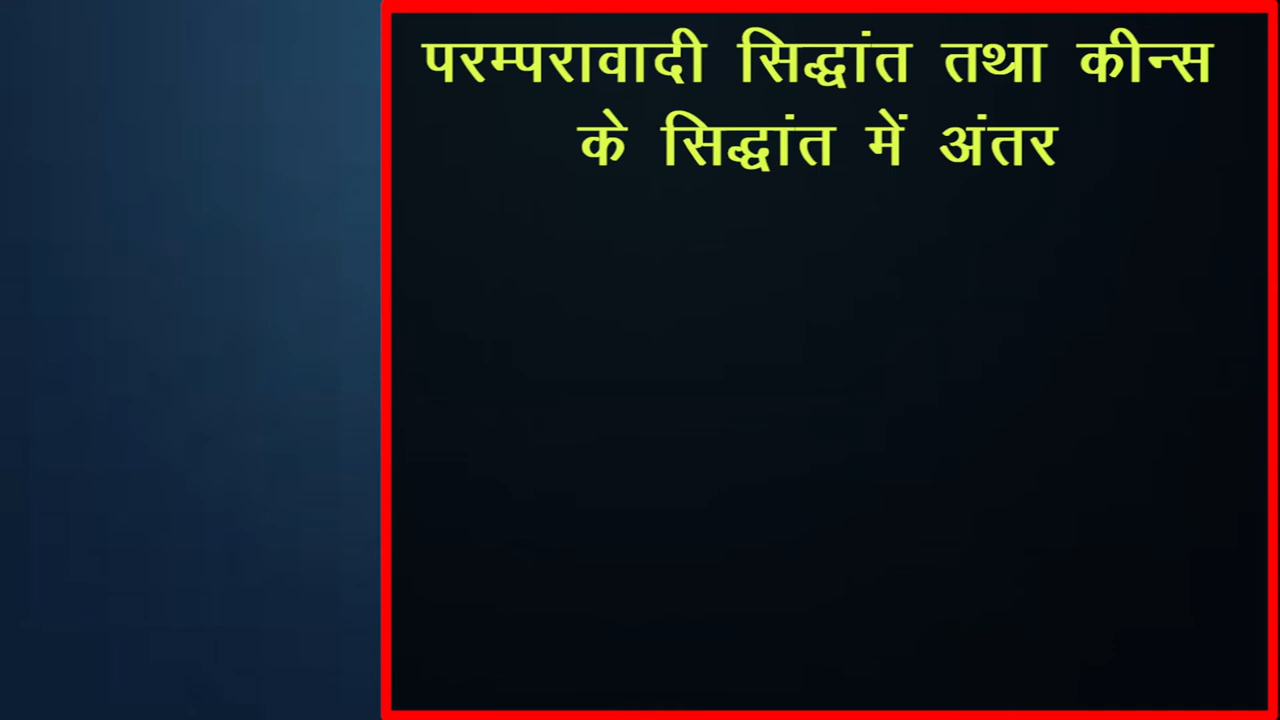 परम्परावादी सिद्धांत तथा कीन्स
के सिद्धांत में अंतर